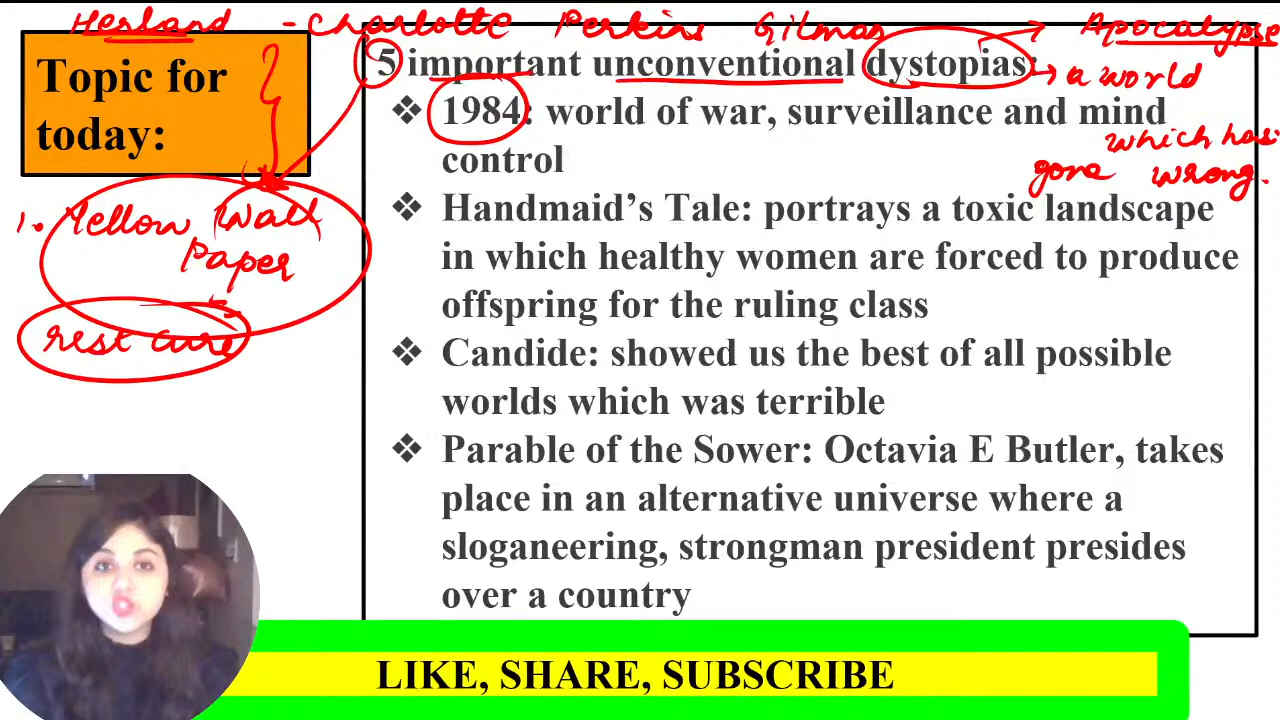 Herland - Charlotte Perkins Gilman
Apocalypse
Topic for
today:
5 important unconventional dystopias:
a world
which has
gone wrong.
❖ 1984: world of war, surveillance and mind
control
❖ Handmaid’s Tale: portrays a toxic landscape
in which healthy women are forced to produce
offspring for the ruling class
❖ Candide: showed us the best of all possible
worlds which was terrible
❖ Parable of the Sower: Octavia E Butler, takes
place in an alternative universe where a
sloganeering, strongman president presides
over a country
1. Yellow Wall
Paper
rest cure
LIKE, SHARE, SUBSCRIBE